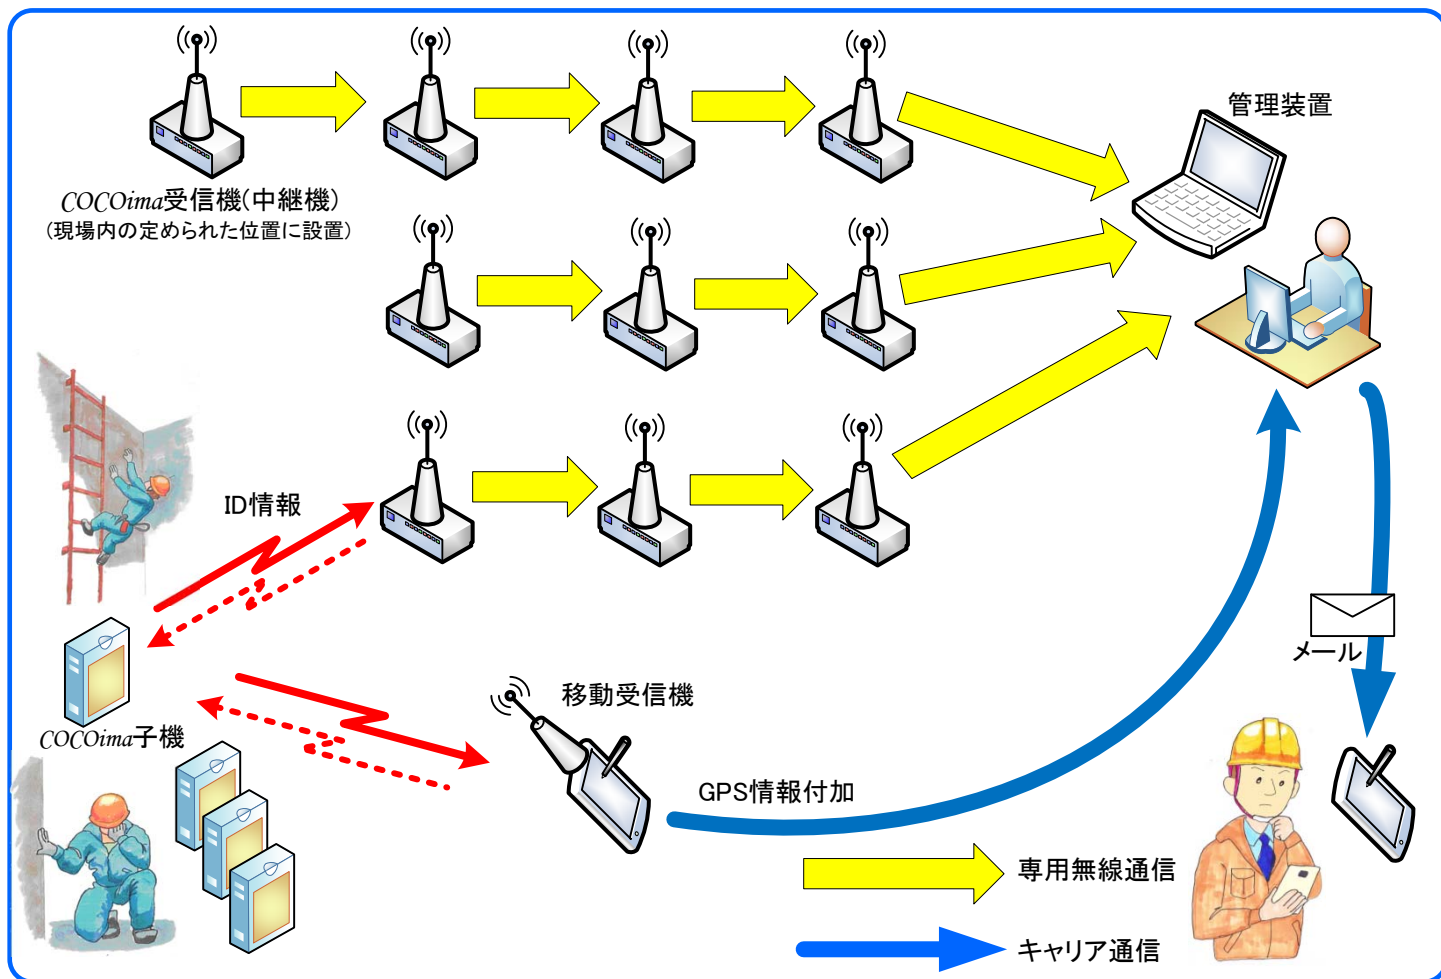 管理装置
COCOima受信機(中継機)
(現場内の定められた位置に設置)
ID情報
メール
移動受信機
COCOima子機
GPS情報付加
専用無線通信
キャリア通信